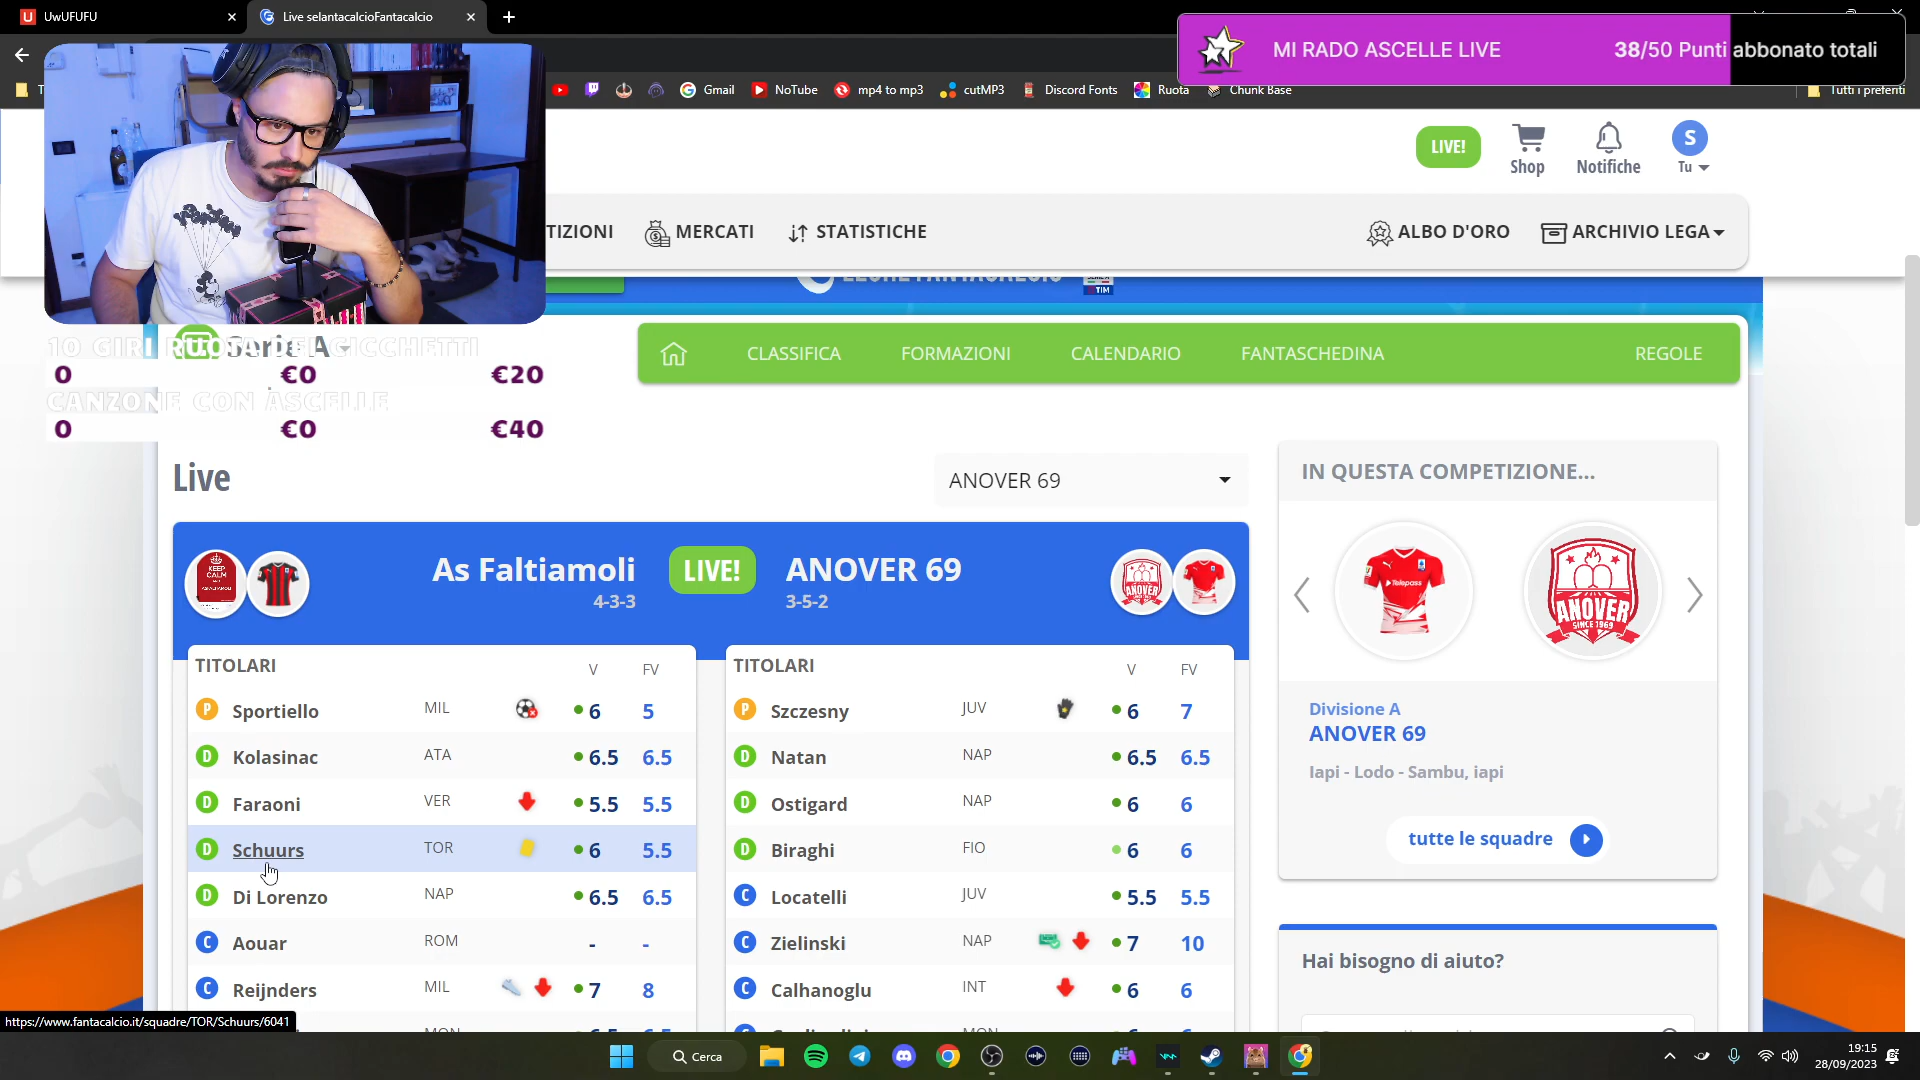 UwUFUFU
Live selantacalcioFantacalcio
MI RADO ASCELLE LIVE
38/50 Punti abbonato totali
Gmail
NoTube
mp4 to mp3
cutMP3
Discord Fonts
Ruota
Chunk Base
Tutti i preferiti
LIVE!
Shop
Notifiche
S
Tu
TIZIONI
MERCATI
STATISTICHE
ALBO D'ORO
ARCHIVIO LEGA
TIM
Serie A
0 €0 €20
CANZONE CON ASCELLE
0 €0 €40
CLASSIFICA
FORMAZIONI
CALENDARIO
FANTASCHEDINA
REGOLE
Live
ANOVER 69
IN QUESTA COMPETIZIONE...
KEEP
CALM
As Faltiamoli
4-3-3
LIVE!
ANOVER 69
3-5-2
ANOVER
Telepass
ANOVER
SINCE 1969
TITOLARI V FV
P Sportiello MIL 6 5
D Kolasinac ATA 6.5 6.5
D Faraoni VER 5.5 5.5
D Schuurs TOR 6 5.5
D Di Lorenzo NAP 6.5 6.5
C Aouar ROM - -
C Reijnders MIL 7 8
TITOLARI V FV
P Szczesny JUV 6 7
D Natan NAP 6.5 6.5
D Ostigard NAP 6 6
D Biraghi FIO 6 6
C Locatelli JUV 5.5 5.5
C Zielinski NAP 7 10
C Calhanoglu INT 6 6
Divisione A
ANOVER 69
Iapi - Lodo - Sambu, iapi
tutte le squadre
Hai bisogno di aiuto?
https://www.fantacalcio.it/squadre/TOR/Schuurs/6041
Cerca
19:15
28/09/2023